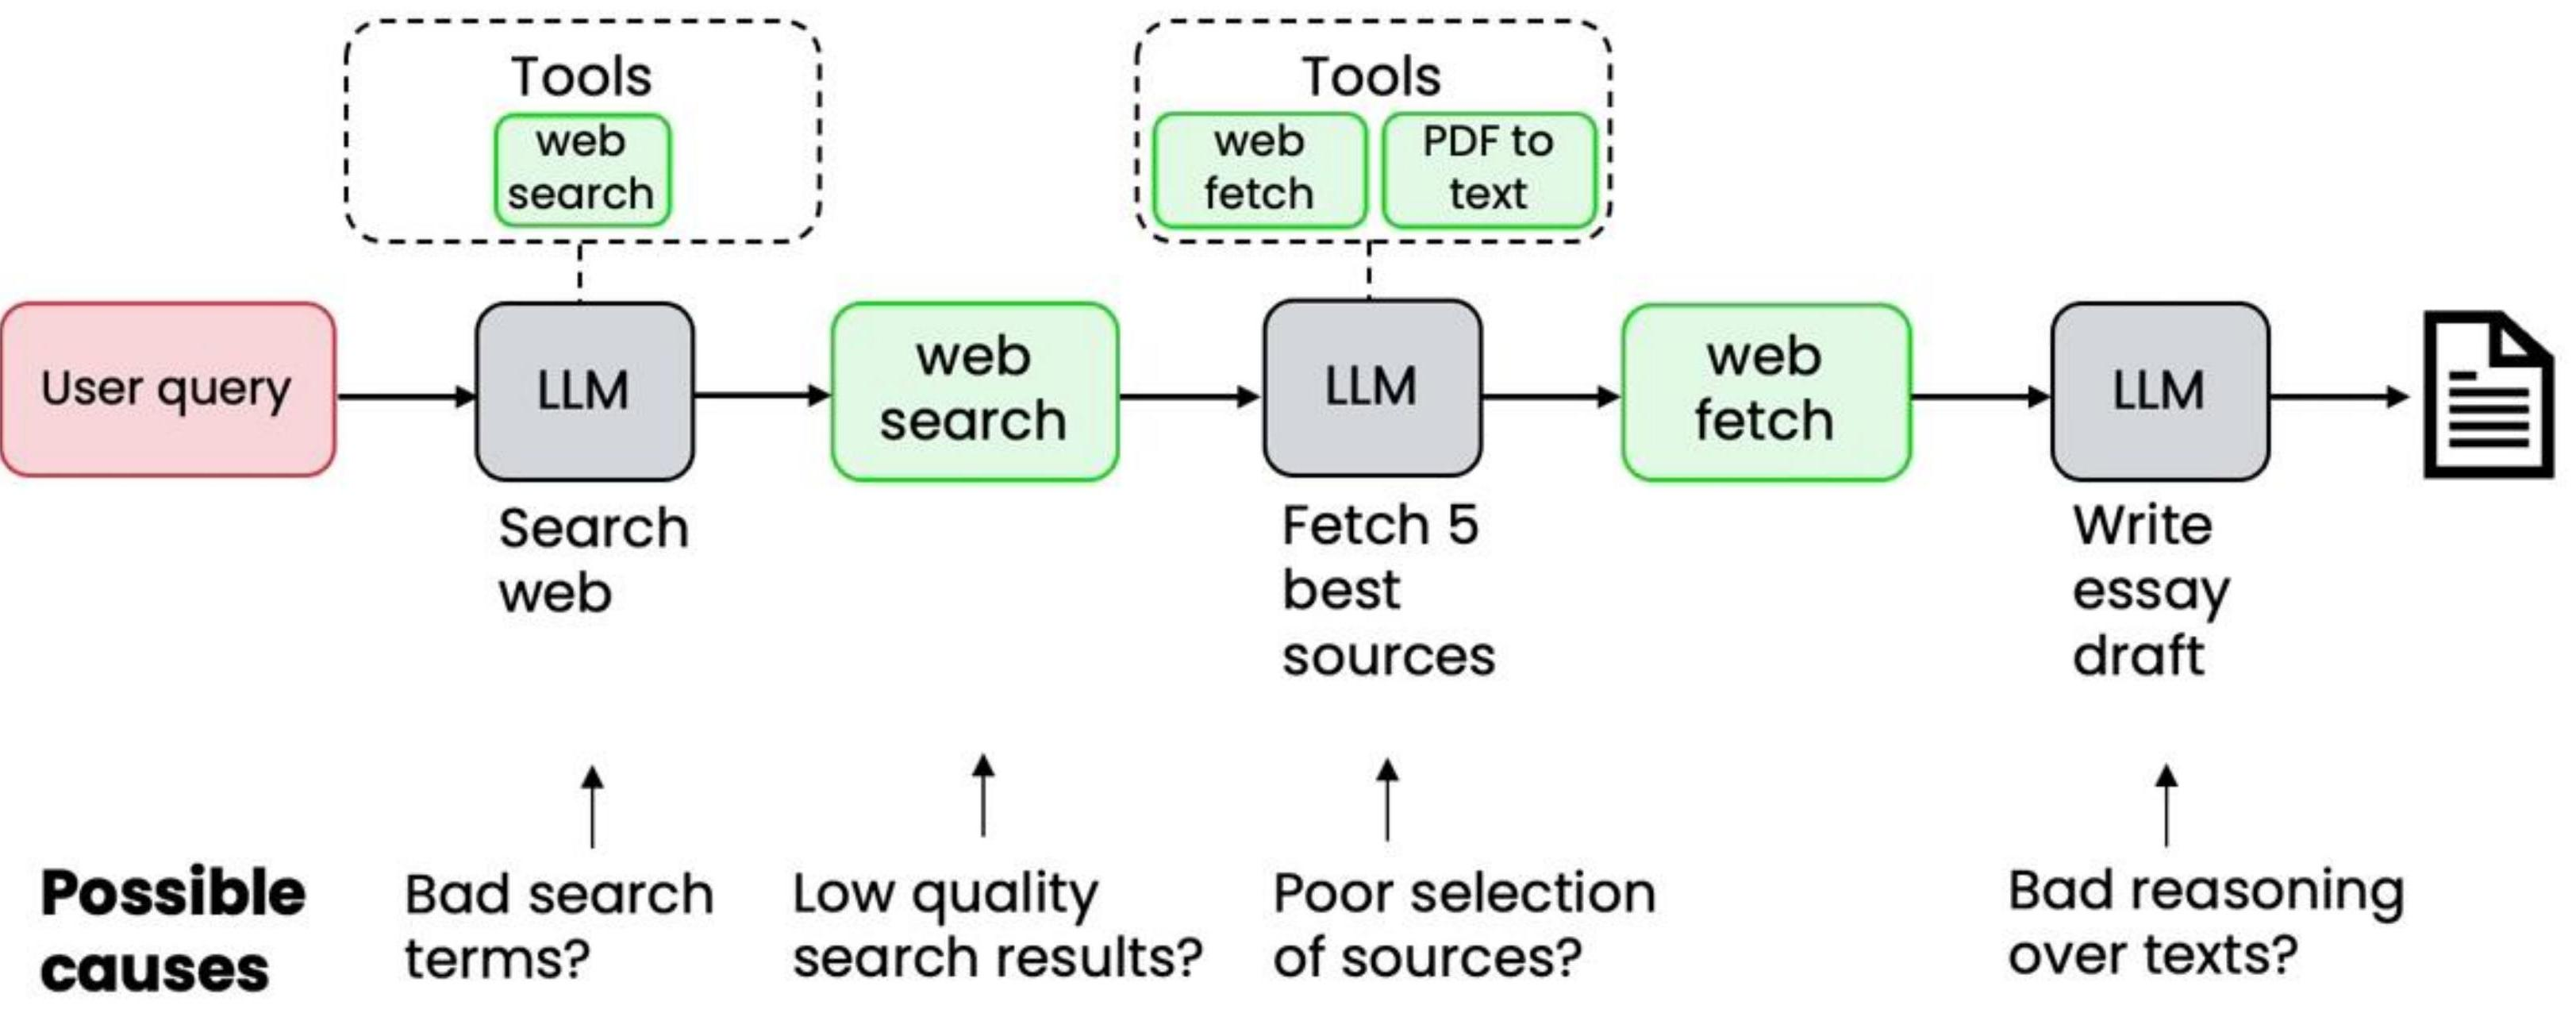 Tools
web
search
Tools
web
fetch
PDF to
text
User query
LLM
web
search
LLM
web
fetch
LLM
Search
web
Fetch 5
best
sources
Write
essay
draft
Possible
causes
Bad search
terms?
Low quality
search results?
Poor selection
of sources?
Bad reasoning
over texts?